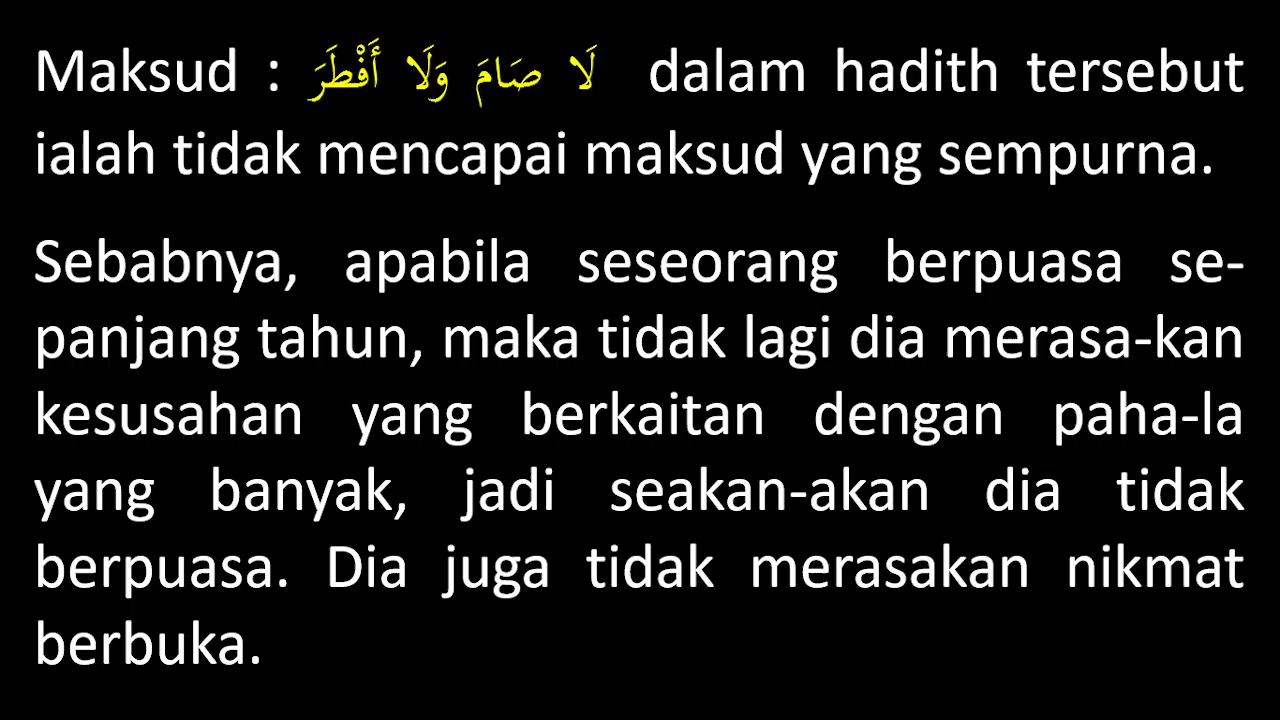 Maksud : لَا صَامَ وَلَا أَفْطَرَ dalam hadith tersebut
ialah tidak mencapai maksud yang sempurna.
Sebabnya, apabila seseorang berpuasa se-
panjang tahun, maka tidak lagi dia merasa-kan
kesusahan yang berkaitan dengan paha-la
yang banyak, jadi seakan-akan dia tidak
berpuasa. Dia juga tidak merasakan nikmat
berbuka.